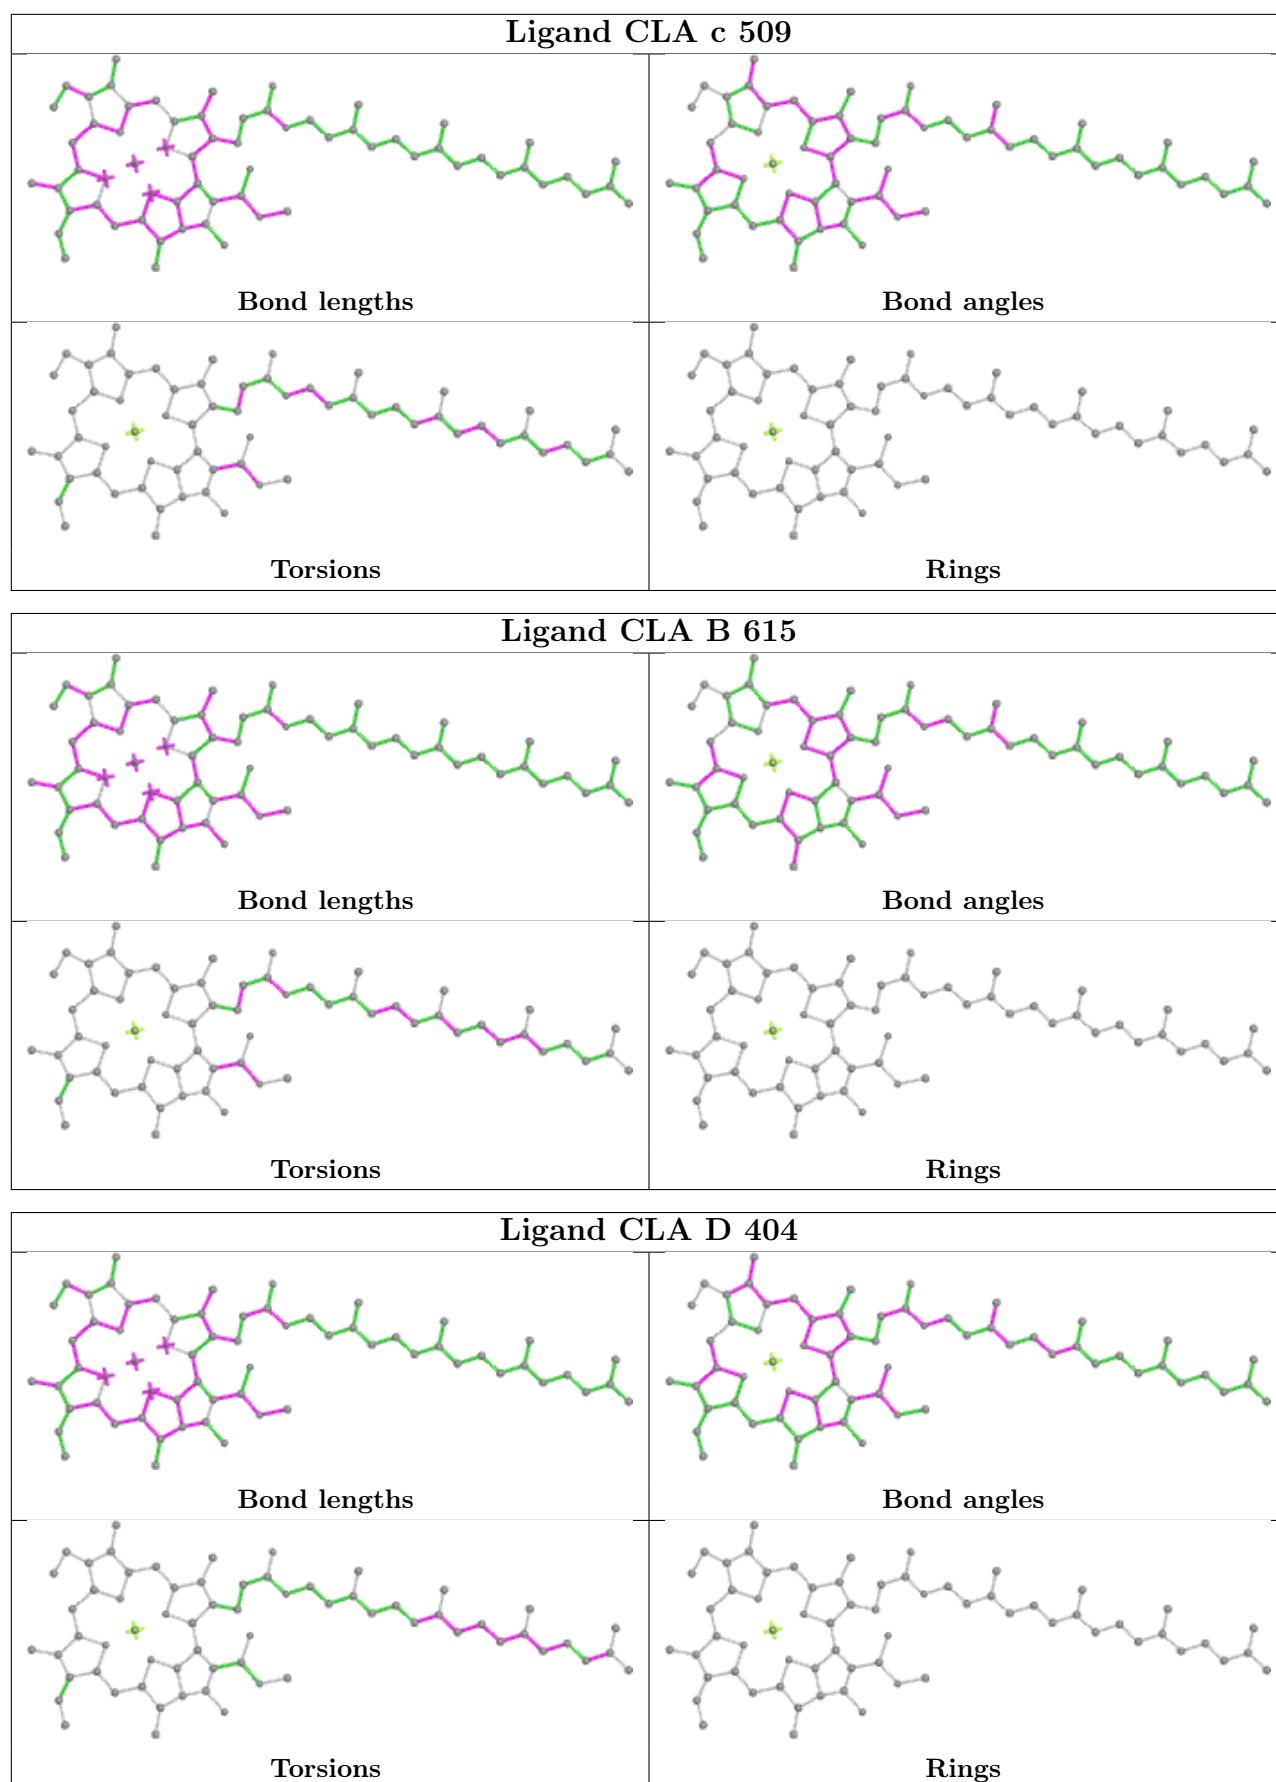 Ligand CLA c 509
Bond lengths
Bond angles
Torsions
Rings
Ligand CLA B 615
Bond lengths
Bond angles
Torsions
Rings
Ligand CLA D 404
Bond lengths
Bond angles
Torsions
Rings